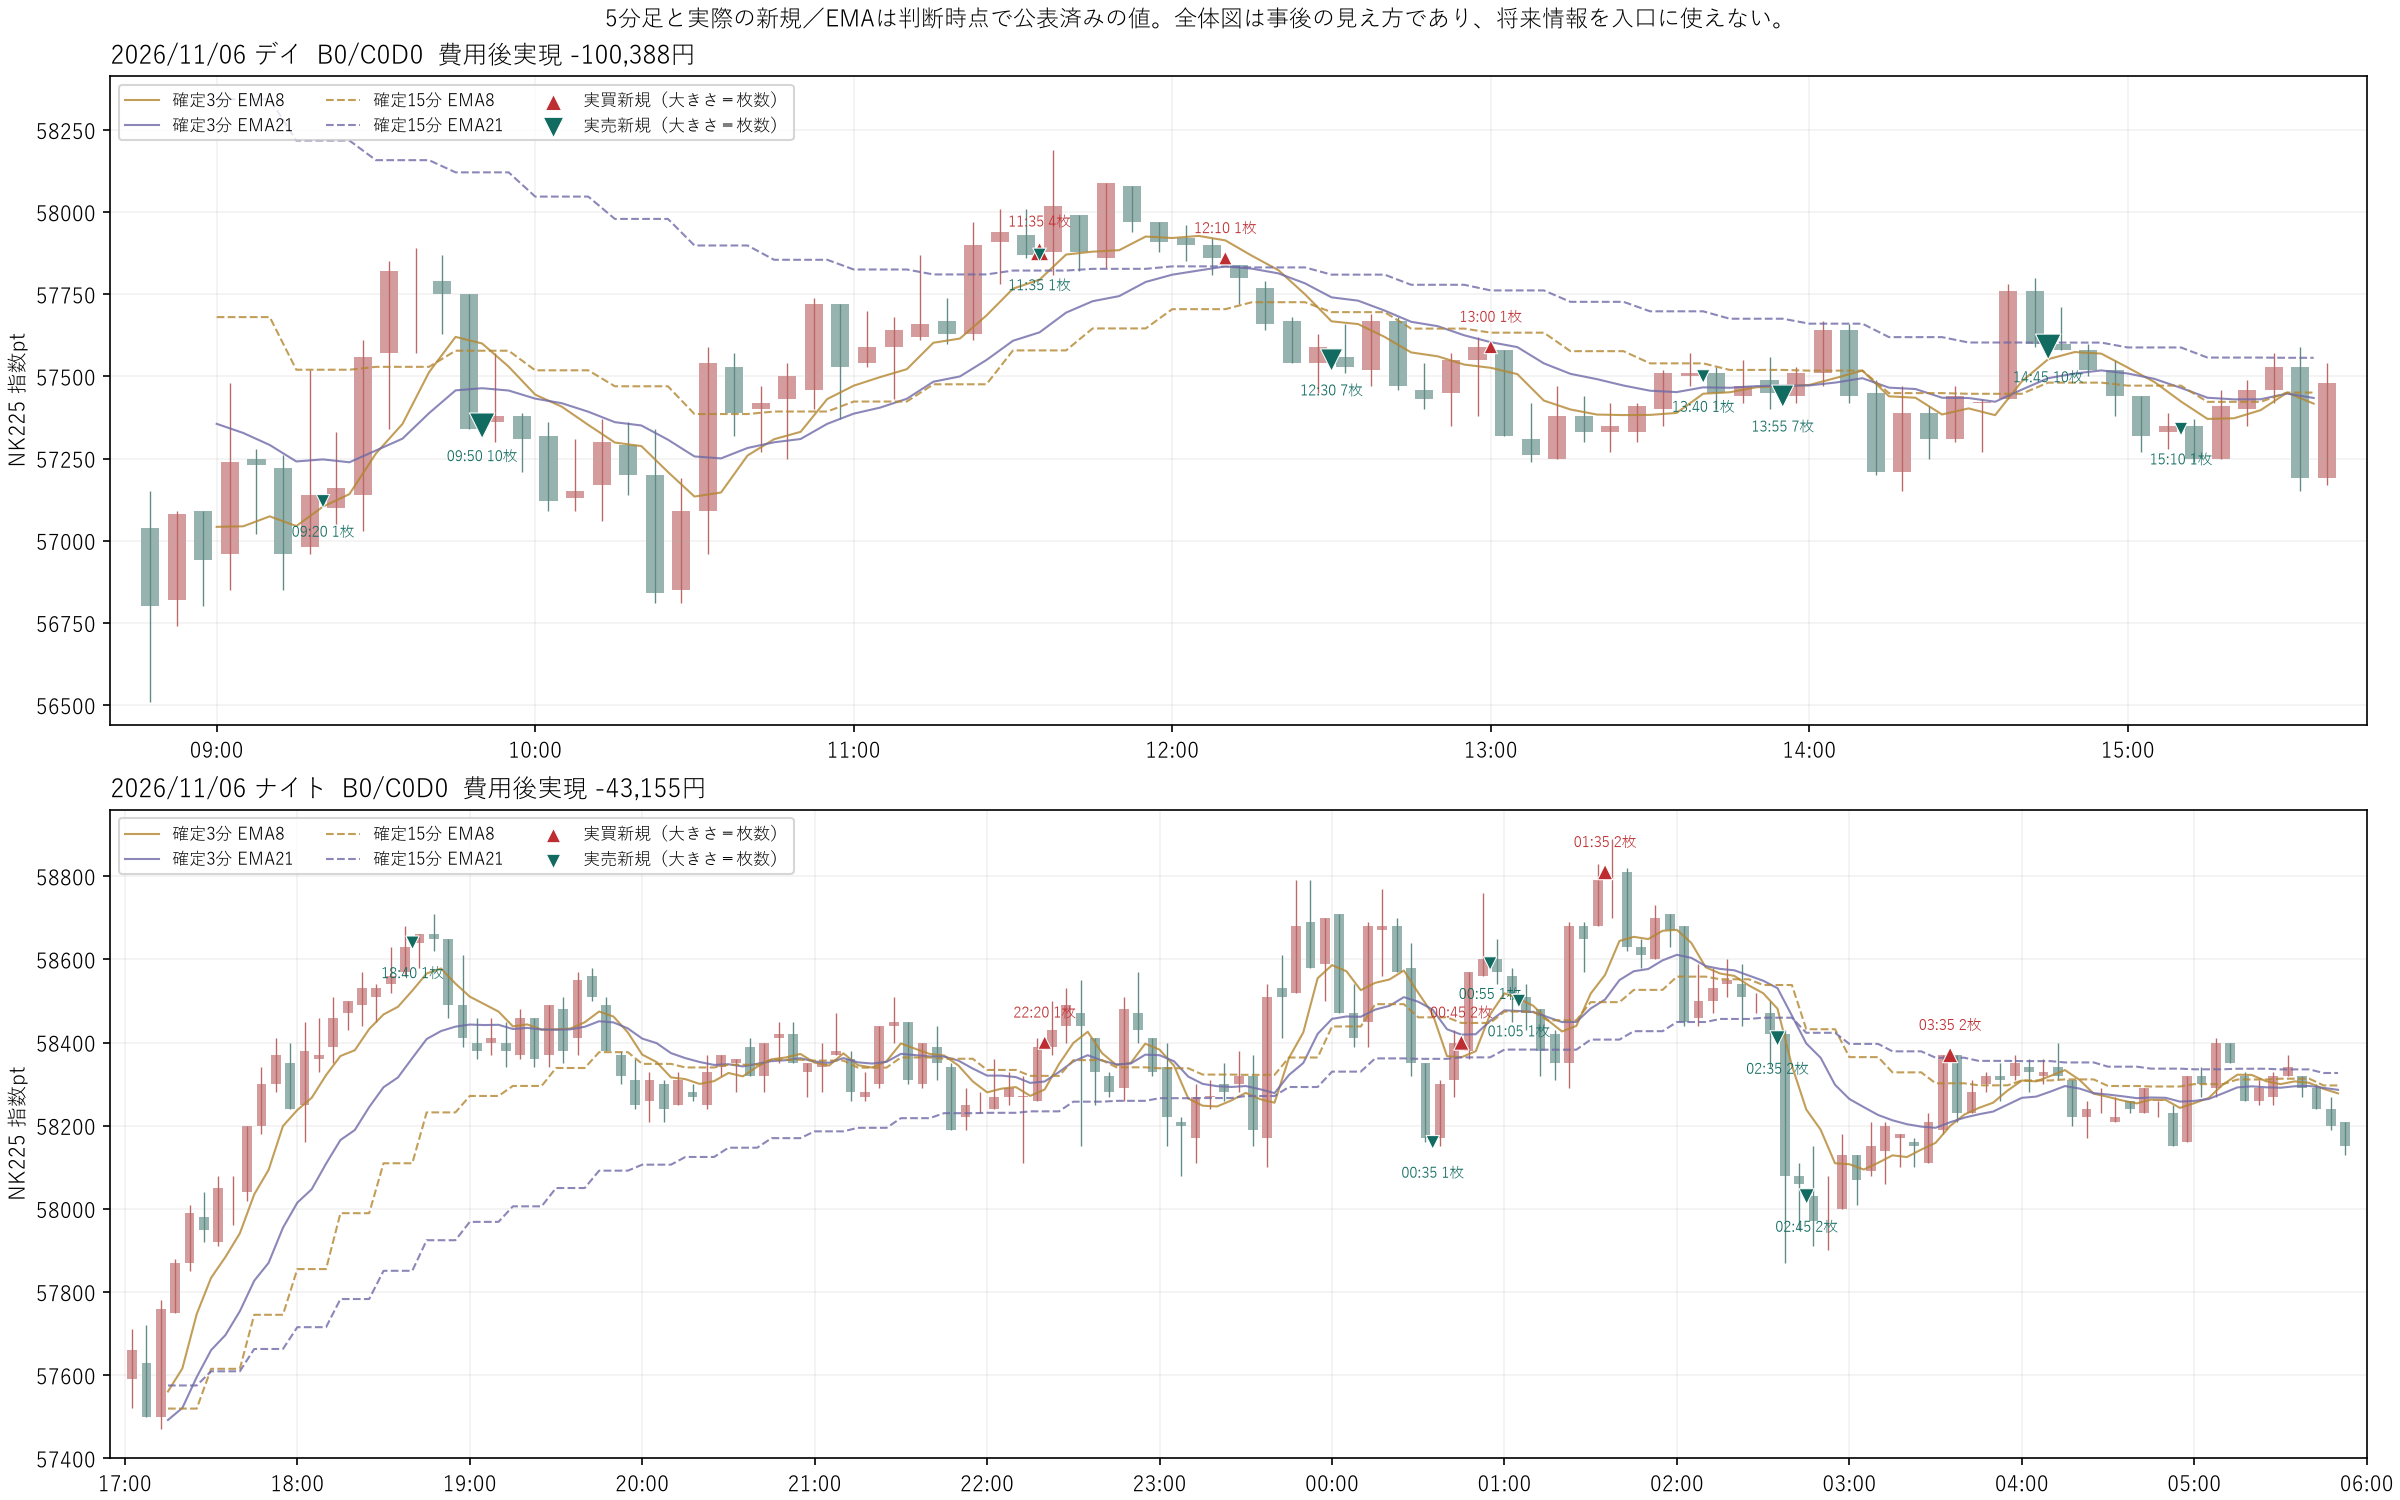 5分足と実際の新規／EMAは判断時点で公表済みの値。全体図は事後の見え方であり、将来情報を入口に使えない。
2026/11/06 デイ B0/C0D0 費用後実現 -100,388円
確定3分 EMA8
確定15分 EMA8
実買新規（大きさ＝枚数）
確定3分 EMA21
確定15分 EMA21
実売新規（大きさ＝枚数）
NK225 指数pt
58250
58000
57750
57500
57250
57000
56750
56500
11:35 4枚
12:10 1枚
11:35 1枚
13:00 1枚
14:45 10枚
12:30 7枚
13:40 1枚
13:55 7枚
09:50 10枚
15:10 1枚
09:20 1枚
09:00
10:00
11:00
12:00
13:00
14:00
15:00
2026/11/06 ナイト B0/C0D0 費用後実現 -43,155円
確定3分 EMA8
確定15分 EMA8
実買新規（大きさ＝枚数）
確定3分 EMA21
確定15分 EMA21
実売新規（大きさ＝枚数）
NK225 指数pt
58800
58600
58400
58200
58000
57800
57600
57400
01:35 2枚
18:40 1枚
00:55 1枚
22:20 1枚
00:45 2枚
01:05 1枚
03:35 2枚
02:35 2枚
00:35 1枚
02:45 2枚
17:00
18:00
19:00
20:00
21:00
22:00
23:00
00:00
01:00
02:00
03:00
04:00
05:00
06:00